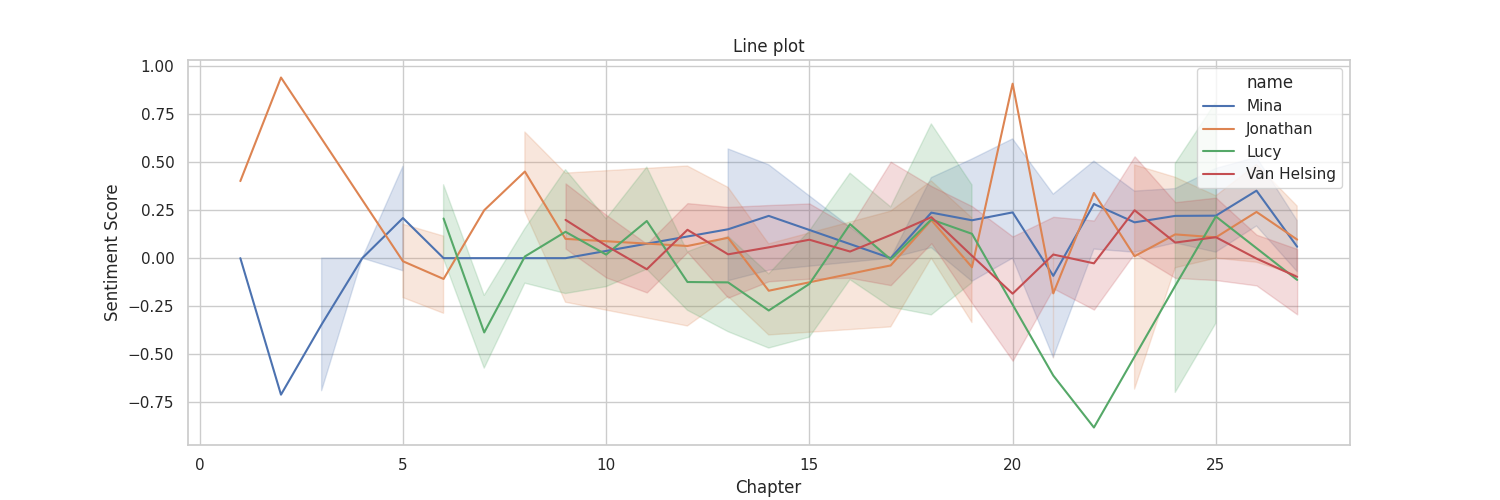 Line plot
Sentiment Score
1.00
0.75
0.50
0.25
0.00
−0.25
−0.50
−0.75
name
Mina
Jonathan
Lucy
Van Helsing
0 5 10 15 20 25
Chapter